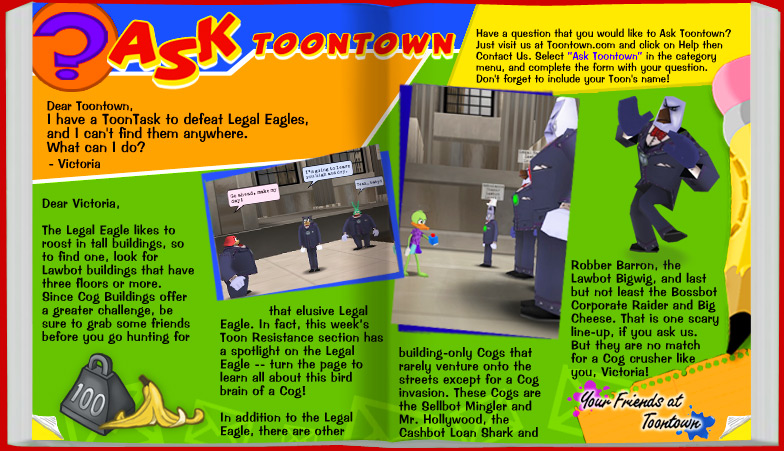 ASK TOONTOWN
Have a question that you would like to Ask Toontown?
Just visit us at Toontown.com and click on Help then
Contact Us. Select "Ask Toontown" in the category
menu, and complete the form with your question.
Don't forget to include your Toon's name!
Dear Toontown,
I have a ToonTask to defeat Legal Eagles,
and I can't find them anywhere.
What can I do?
- Victoria
Dear Victoria,
The Legal Eagle likes to
roost in tall buildings, so
to find one, look for
Lawbot buildings that have
three floors or more.
Since Cog Buildings offer
a greater challenge, be
sure to grab some friends
before you go hunting for
100
Go ahead, make my
day!
that elusive Legal
Eagle. In fact, this week's
Toon Resistance section has
a spotlight on the Legal
Eagle -- turn the page to
learn all about this bird
brain of a Cog!
In addition to the Legal
Eagle, there are other
building-only Cogs that
rarely venture onto the
streets except for a Cog
invasion. These Cogs are
the Sellbot Mingler and
Mr. Hollywood, the
Cashbot Loan Shark and
Robber Barron, the
Lawbot Bigwig, and last
but not least the Bossbot
Corporate Raider and Big
Cheese. That is one scary
line-up, if you ask us.
But they are no match
for a Cog crusher like
you, Victoria!
Your Friends at
Toontown